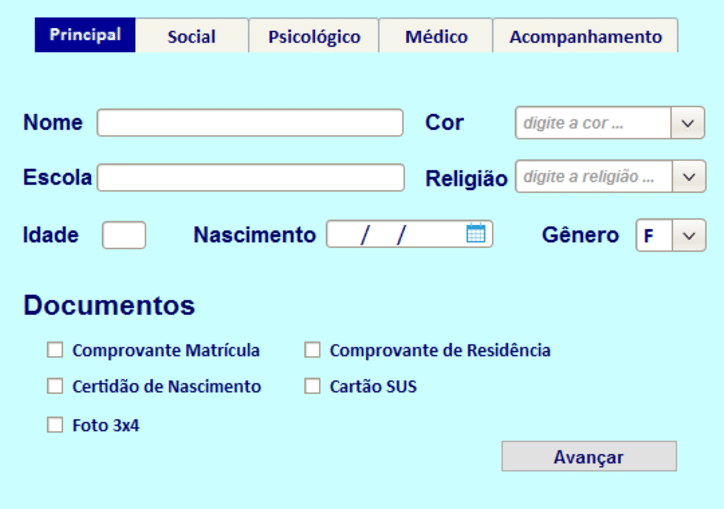 Principal Social Psicológico Médico Acompanhamento
Nome Cor digite a cor ...
Escola Religião digite a religião ...
Idade Nascimento / / Gênero F
Documentos
Comprovante Matrícula Comprovante de Residência
Certidão de Nascimento Cartão SUS
Foto 3x4
Avançar